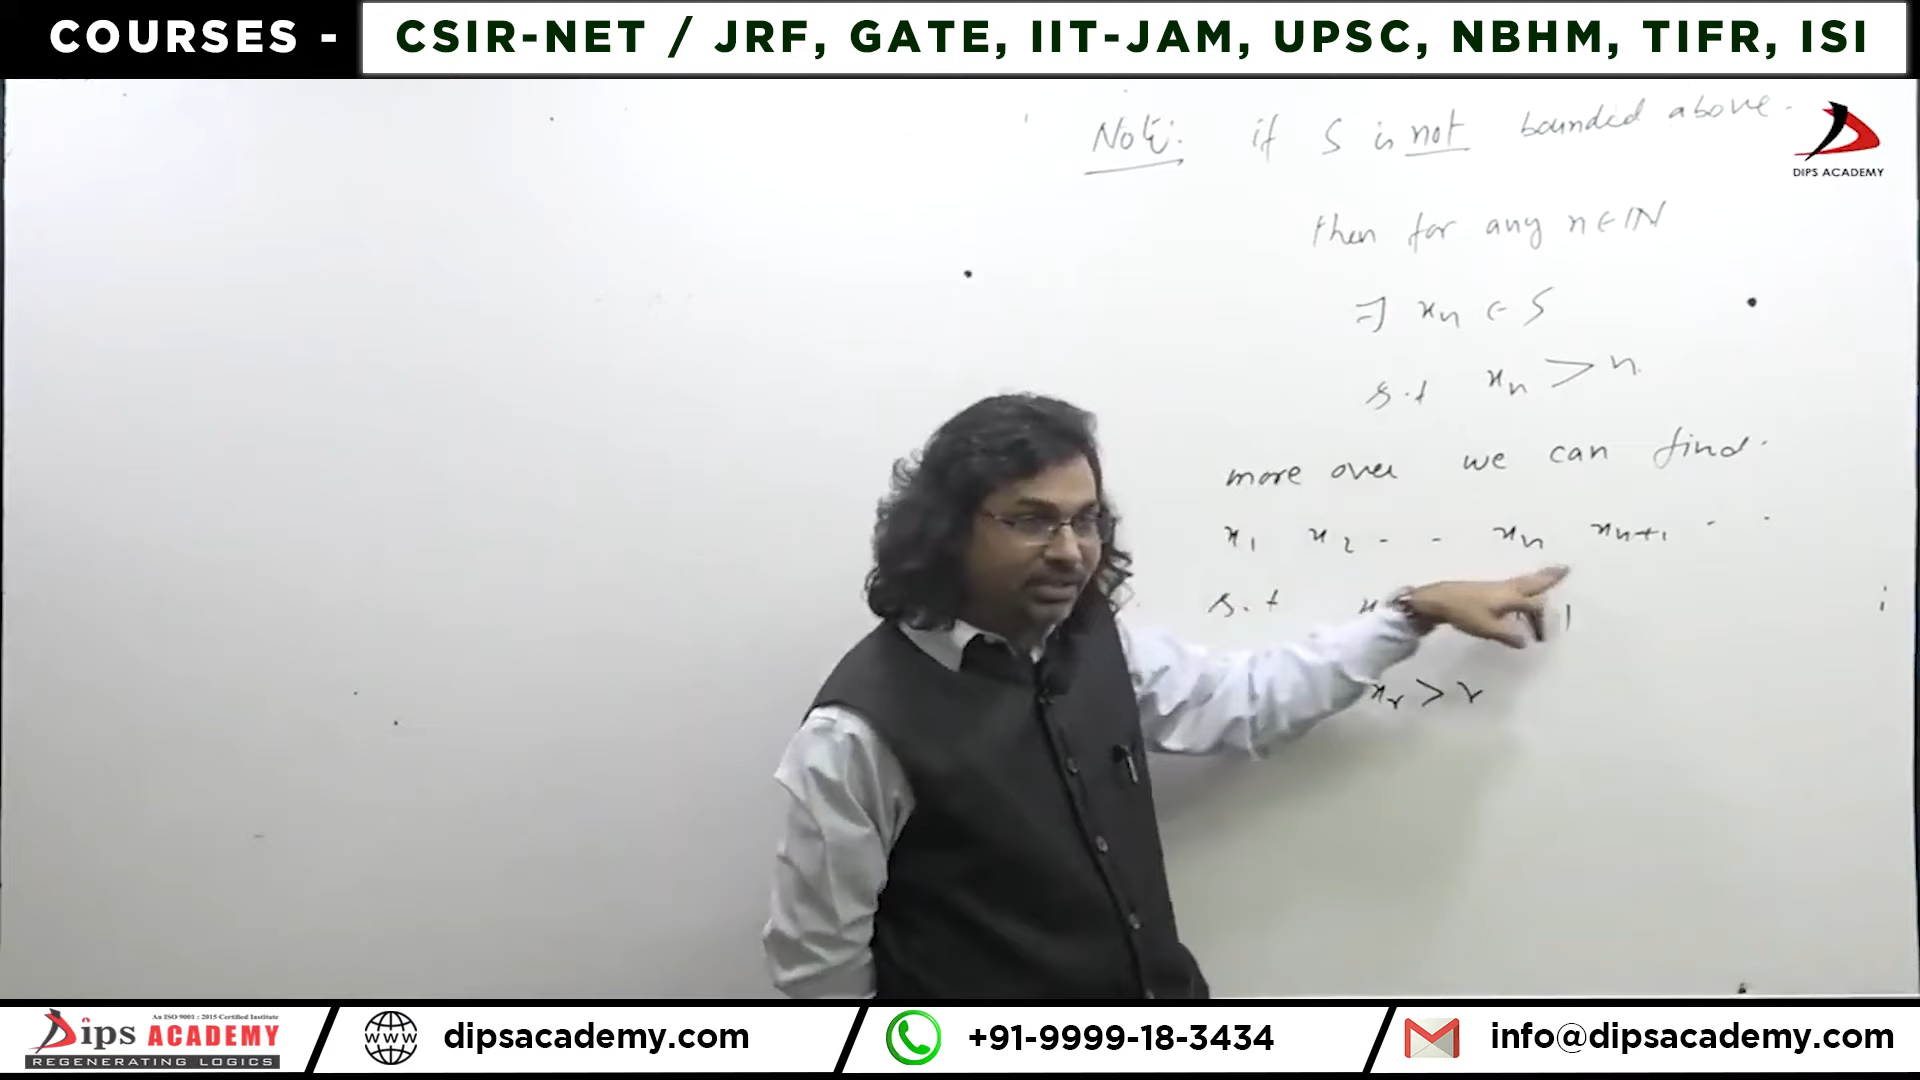 COURSES - CSIR-NET / JRF, GATE, IIT-JAM, UPSC, NBHM, TIFR, ISI
Note: if S is not bounded above.
DIPS ACADEMY
then for any n ∈ IN
∃ xₙ ∈ S
s.t xₙ > n.
more over we can find.
x₁ x₂ - - xₙ xₙ₊₁ - -
s.t
xᵣ > r
An ISO 9001 : 2015 Certified Institute
Dips ACADEMY
REGENERATING LOGICS
dipsacademy.com
+91-9999-18-3434
info@dipsacademy.com